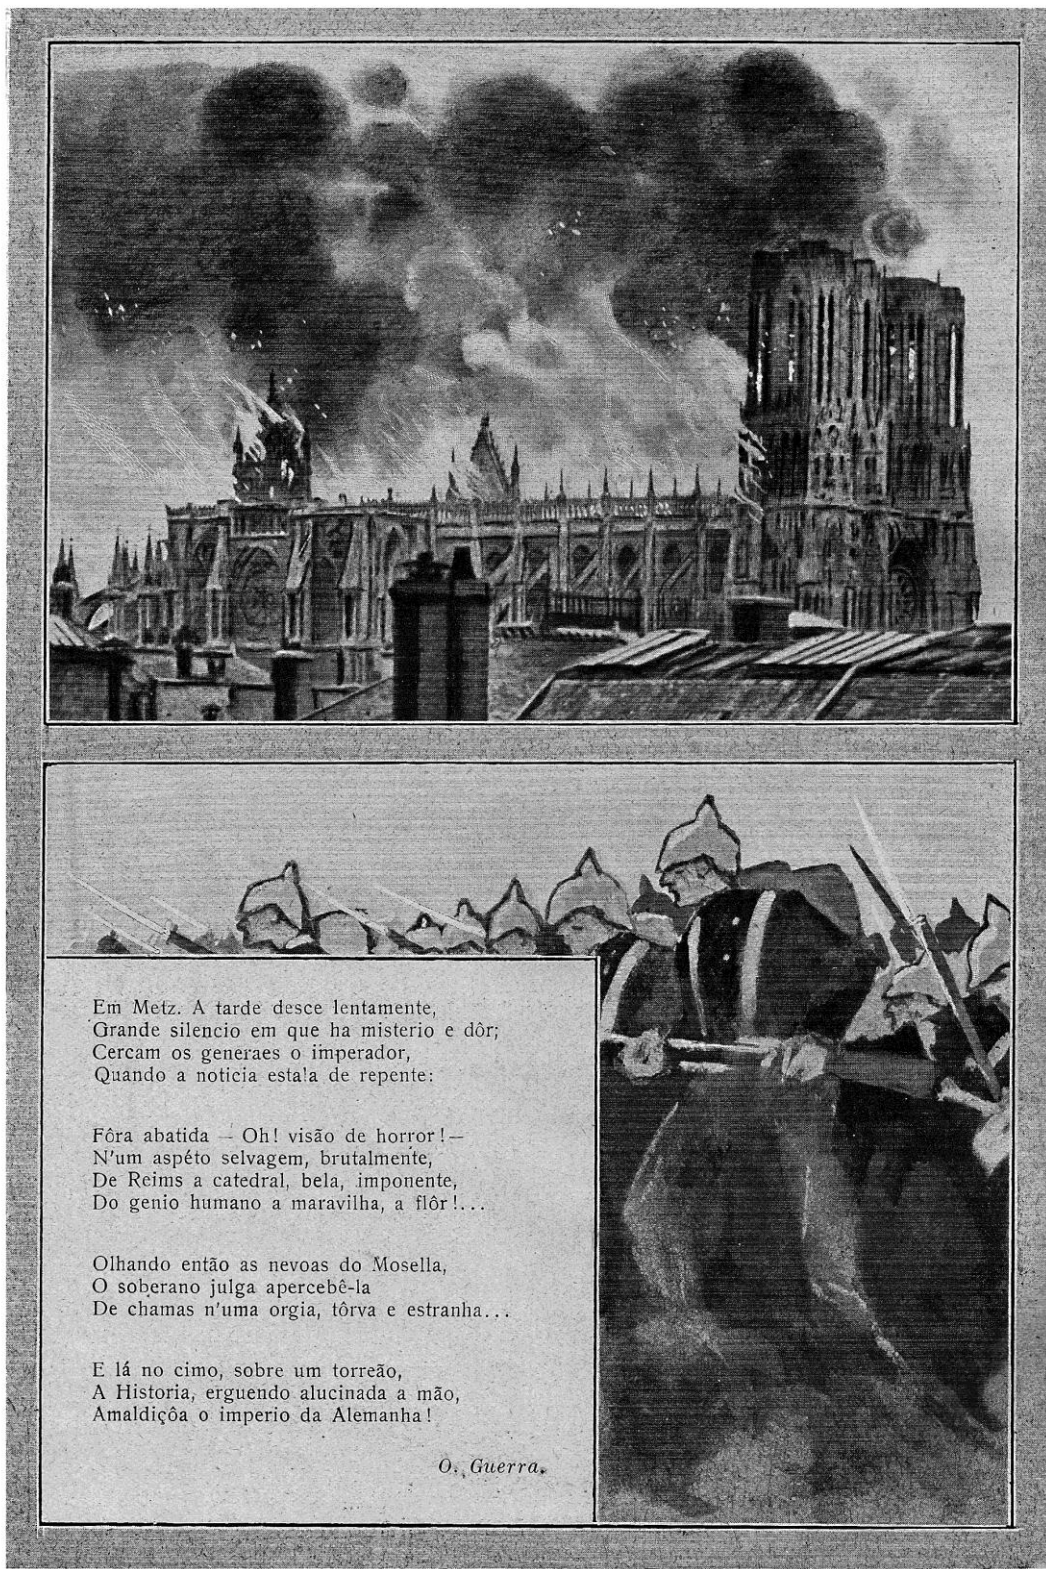 Em Metz. A tarde desce lentamente,
Grande silencio em que ha misterio e dôr;
Cercam os generaes o imperador,
Quando a noticia estala de repente:
Fôra abatida — Oh! visão de horror!—
N'um aspéto selvagem, brutalmente,
De Reims a catedral, bela, imponente,
Do genio humano a maravilha, a flôr!...
Olhando então as nevoas do Mosella,
O soberano julga apercebê-la
De chamas n'uma orgia, tôrva e estranha...
E lá no cimo, sobre um torreão,
A Historia, erguendo alucinada a mão,
Amaldiçôa o imperio da Alemanha!
O. Guerra.